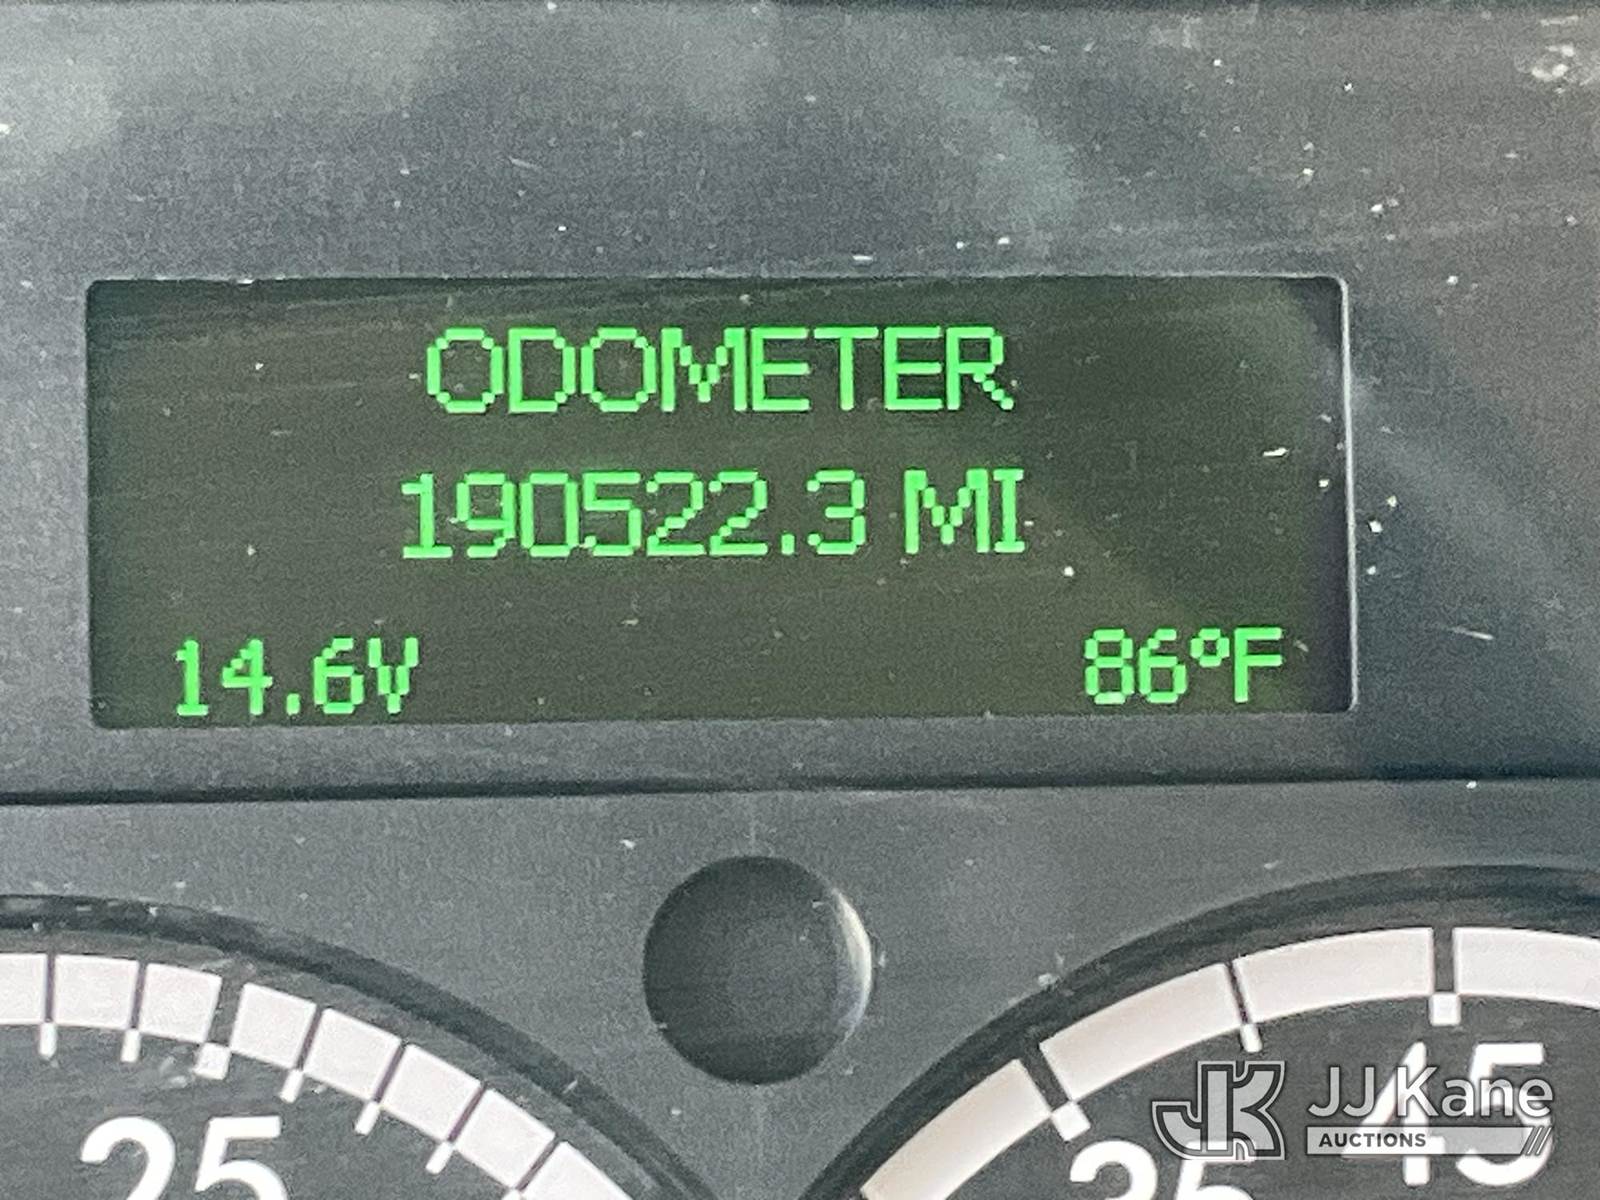 ODOMETER
190522.3 MI
14.6V 86°F
25
35
45
JJ Kane
AUCTIONS